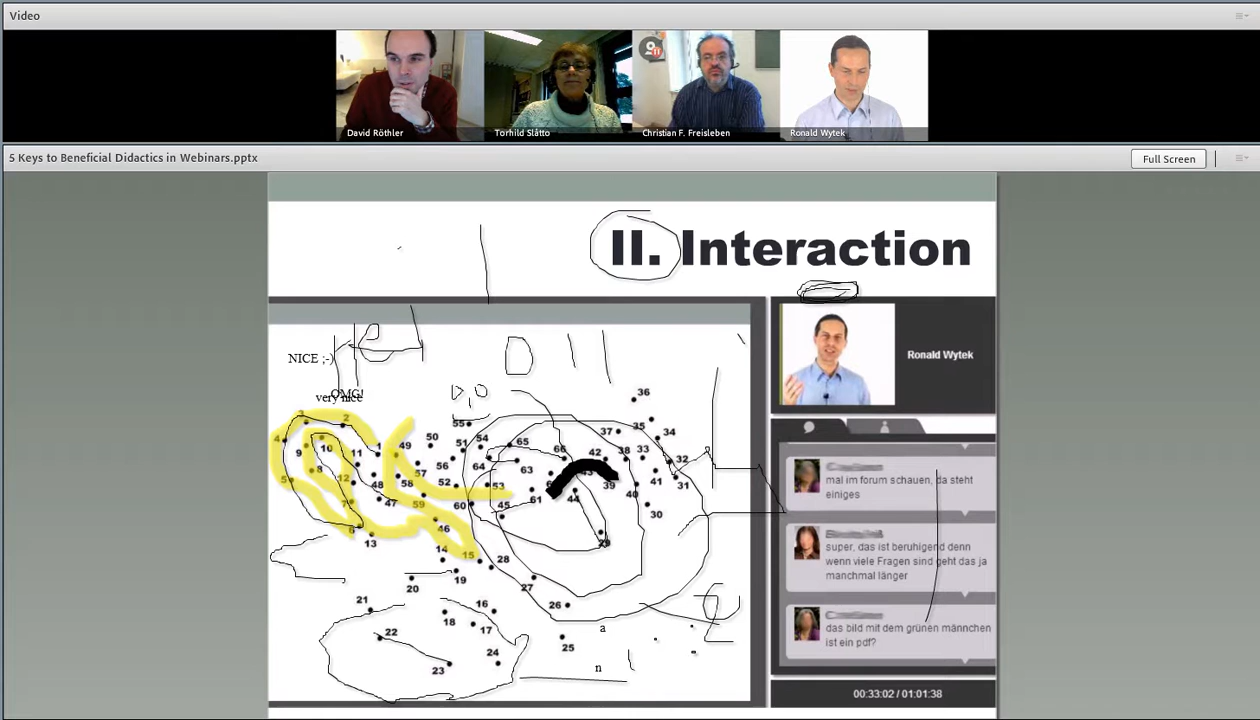 Video
David Röthler
Torhild Slåtto
Christian F. Freisleben
Ronald Wytek
5 Keys to Beneficial Didactics in Webinars.pptx
Full Screen
II. Interaction
NICE ;-)
OMG!
very nice
Ronald Wytek
mal im forum schauen, da steht
einiges
super, das ist beruhigend denn
wenn viele Fragen sind geht das ja
manchmal länger
das bild mit dem grünen männchen
ist ein pdf?
00:33:02 / 01:01:38
36
3
2
55
37
35
34
4
1
49
50
51
54
65
10
9
11
56
66
42
38
33
32
8
57
64
63
43
41
31
5
12
48
58
52
53
61
44
39
40
7
47
59
60
45
30
6
46
29
13
14
15
28
19
20
27
21
16
26
18
22
17
a
25
24
23
n